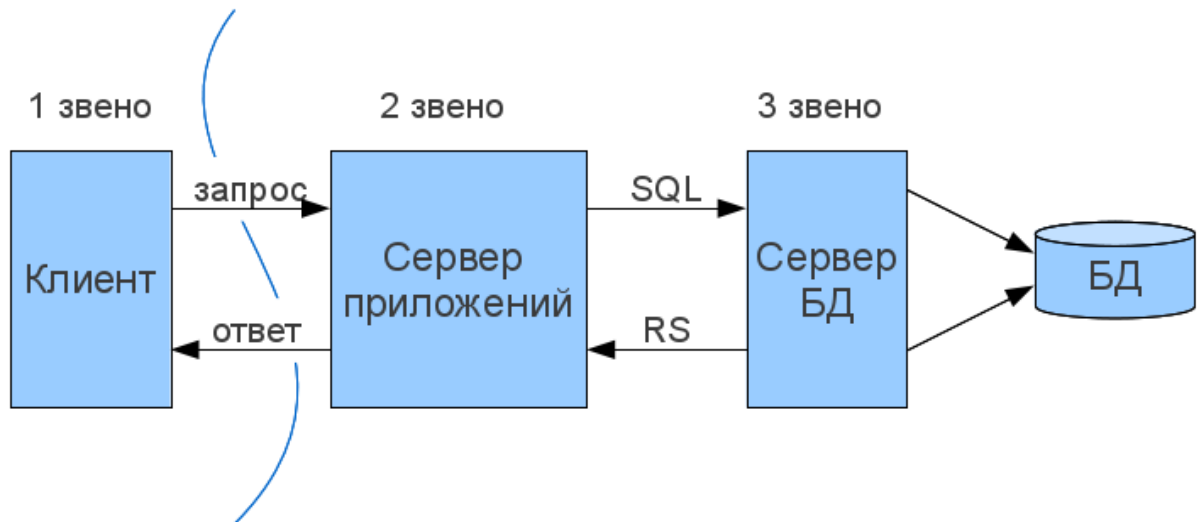 1 звено
2 звено
3 звено
запрос
SQL
Клиент
Сервер
приложений
Сервер
БД
БД
ответ
RS